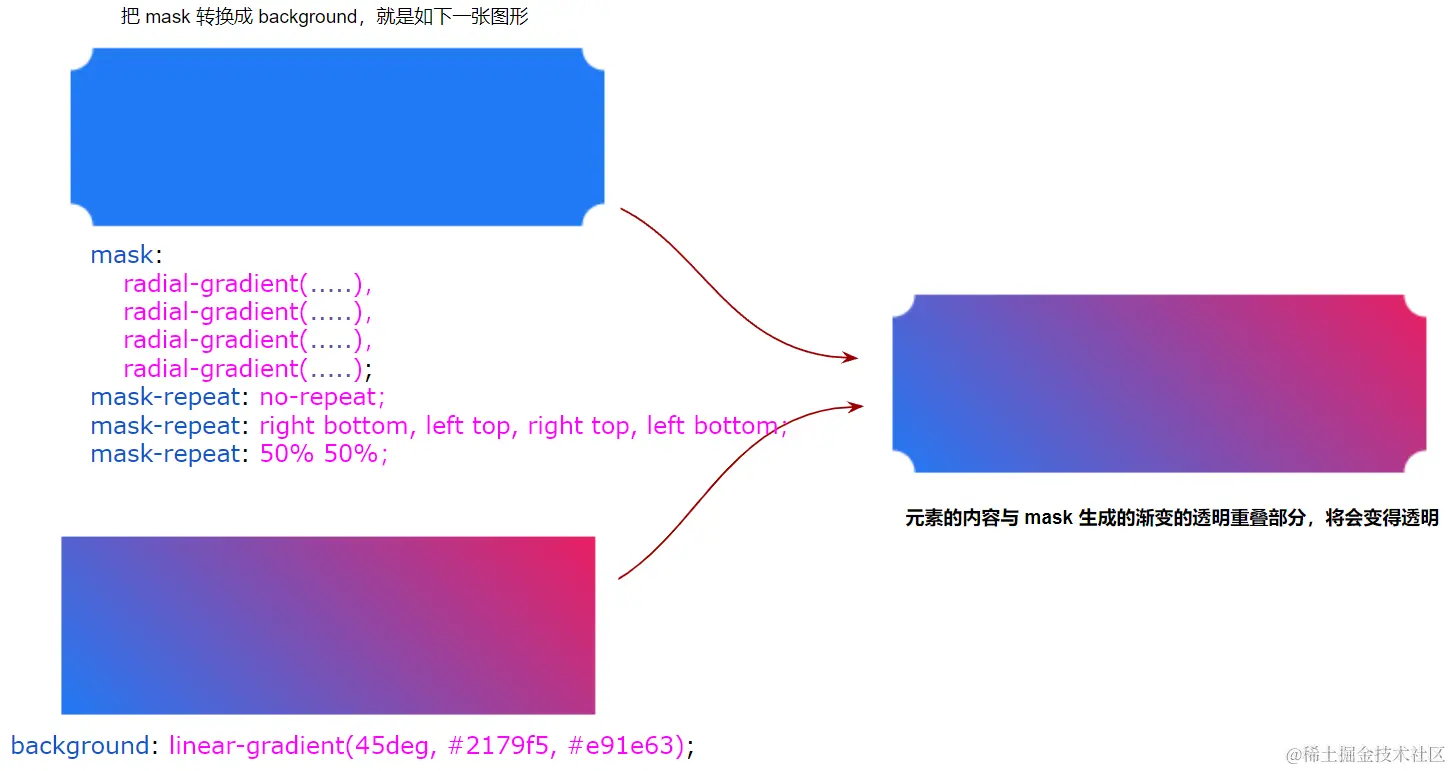 把 mask 转换成 background，就是如下一张图形
mask:
radial-gradient(.....),
radial-gradient(.....),
radial-gradient(.....),
radial-gradient(.....);
mask-repeat: no-repeat;
mask-repeat: right bottom, left top, right top, left bottom;
mask-repeat: 50% 50%;
元素的内容与 mask 生成的渐变的透明重叠部分，将会变得透明
background: linear-gradient(45deg, #2179f5, #e91e63);
@稀土掘金技术社区